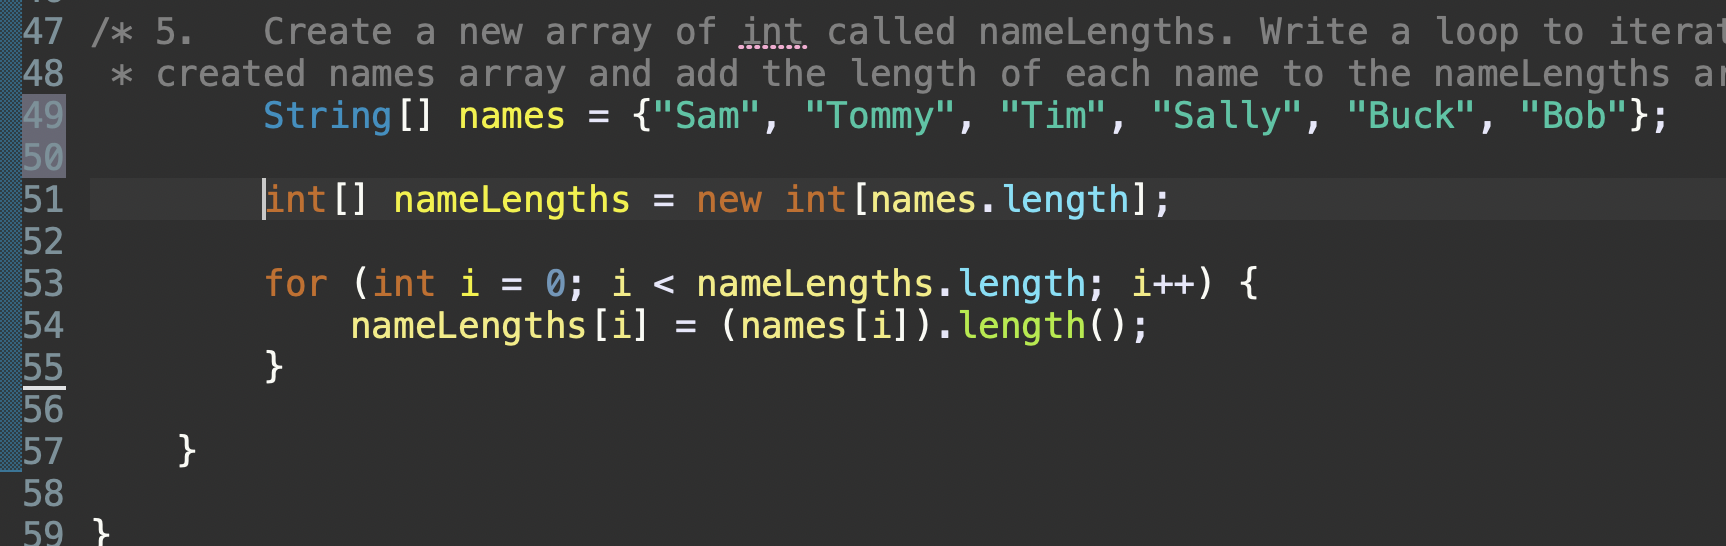 47 /* 5.   Create a new array of int called nameLengths. Write a loop to
48  * created names array and add the length of each name to the nameLengths
49         String[] names = {"Sam", "Tommy", "Tim", "Sally", "Buck", "Bob"};
50
51         int[] nameLengths = new int[names.length];
52
53         for (int i = 0; i < nameLengths.length; i++) {
54             nameLengths[i] = (names[i]).length();
55         }
56
57     }
58
59 }